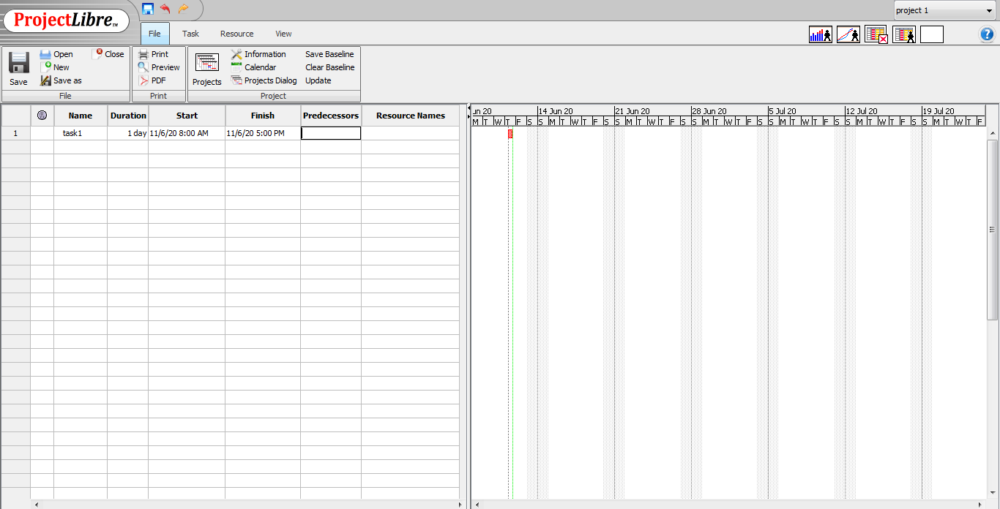 project 1
ProjectLibre™
File Task Resource View
Save Open New Save as Close
File
Print Preview PDF
Print
Projects Information Calendar Projects Dialog Save Baseline Clear Baseline Update
Project
Name Duration Start Finish Predecessors Resource Names
1 task1 1 day 11/6/20 8:00 AM 11/6/20 5:00 PM
un 20 14 Jun 20 21 Jun 20 28 Jun 20 5 Jul 20 12 Jul 20 19 Jul 20
M T W T F S S M T W T F S S M T W T F S S M T W T F S S M T W T F S S M T W T F S S M T W T F